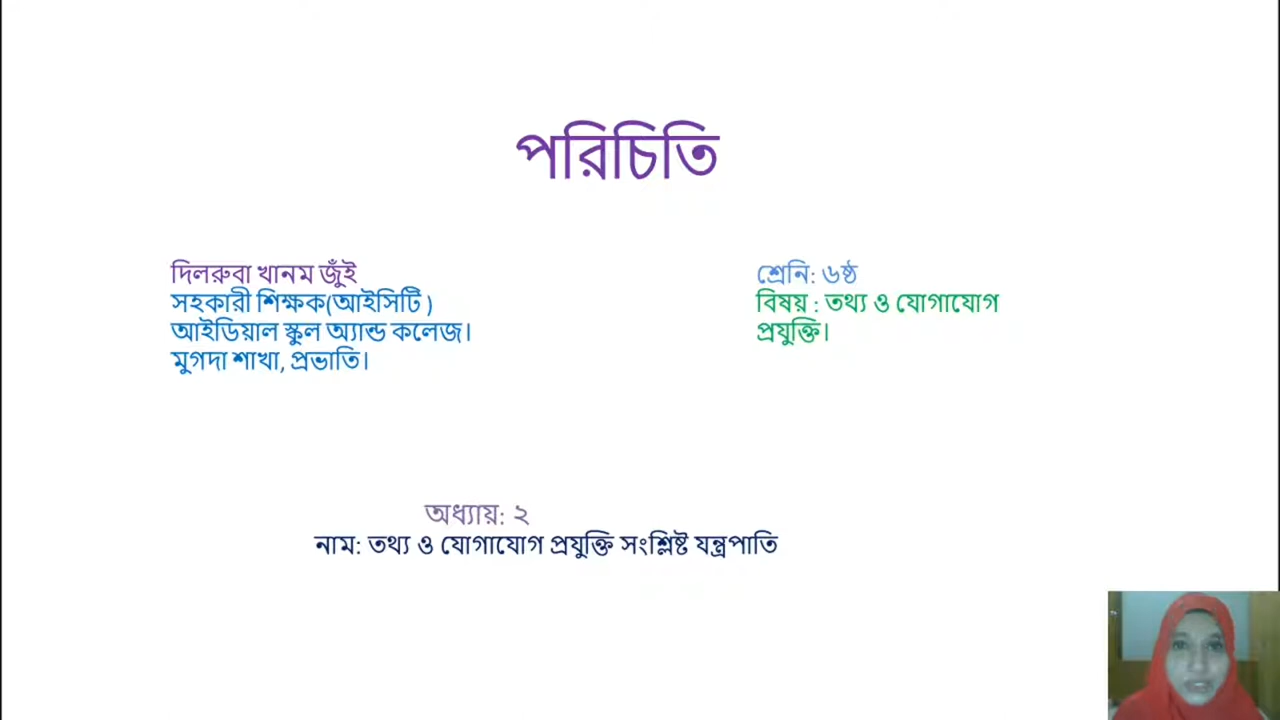 পরিচিতি
দিলরুবা খানম জুঁই
সহকারী শিক্ষক(আইসিটি )
আইডিয়াল স্কুল অ্যান্ড কলেজ।
মুগদা শাখা, প্রভাতি।
শ্রেনি: ৬ষ্ঠ
বিষয় : তথ্য ও যোগাযোগ
প্রযুক্তি।
অধ্যায়: ২
নাম: তথ্য ও যোগাযোগ প্রযুক্তি সংশ্লিষ্ট যন্ত্রপাতি